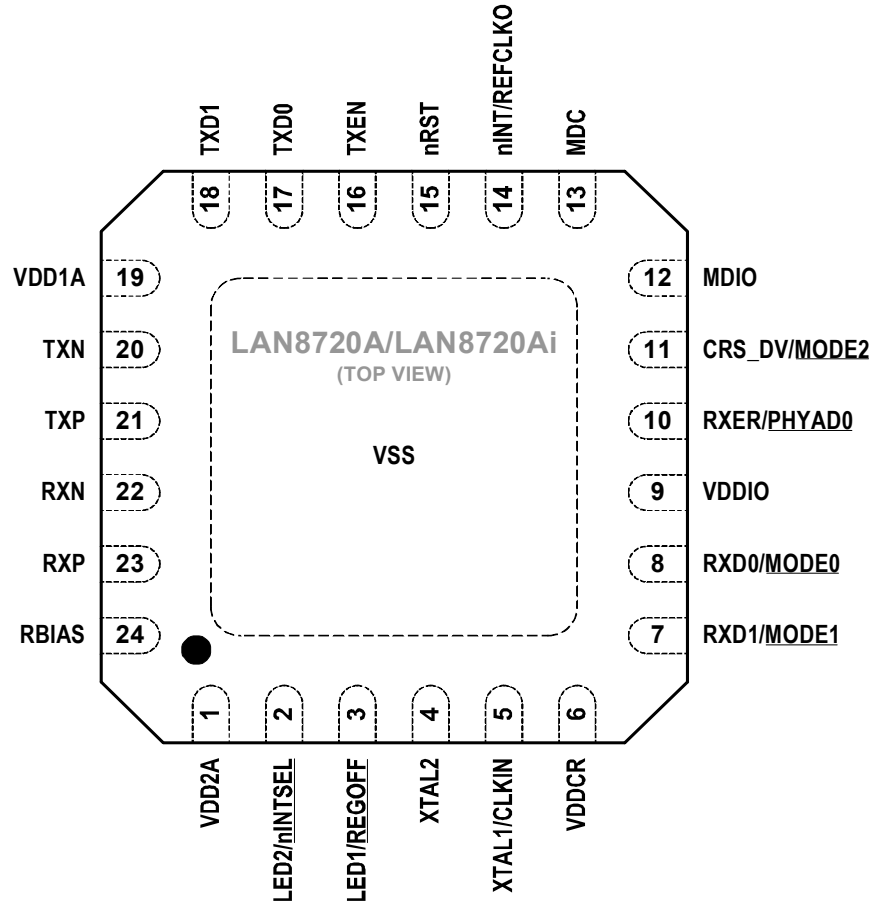 TXD1
TXD0
TXEN
nRST
nINT/REFCLKO
MDC
18
17
16
15
14
13
VDD1A 19
TXN 20
TXP 21
RXN 22
RXP 23
RBIAS 24
LAN8720A/LAN8720Ai
(TOP VIEW)
VSS
12 MDIO
11 CRS_DV/MODE2
10 RXER/PHYAD0
9 VDDIO
8 RXD0/MODE0
7 RXD1/MODE1
1
2
3
4
5
6
VDD2A
LED2/nINTSEL
LED1/REGOFF
XTAL2
XTAL1/CLKIN
VDDCR